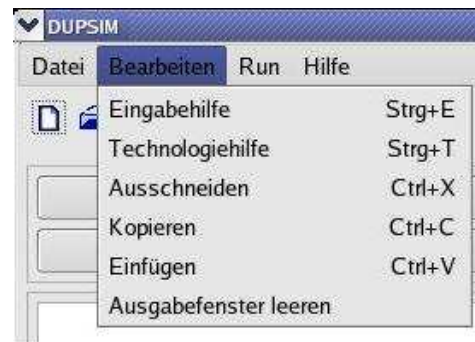 DUPSIM
Datei Bearbeiten Run Hilfe
Eingabehilfe Strg+E
Technologiehilfe Strg+T
Ausschneiden Ctrl+X
Kopieren Ctrl+C
Einfügen Ctrl+V
Ausgabefenster leeren